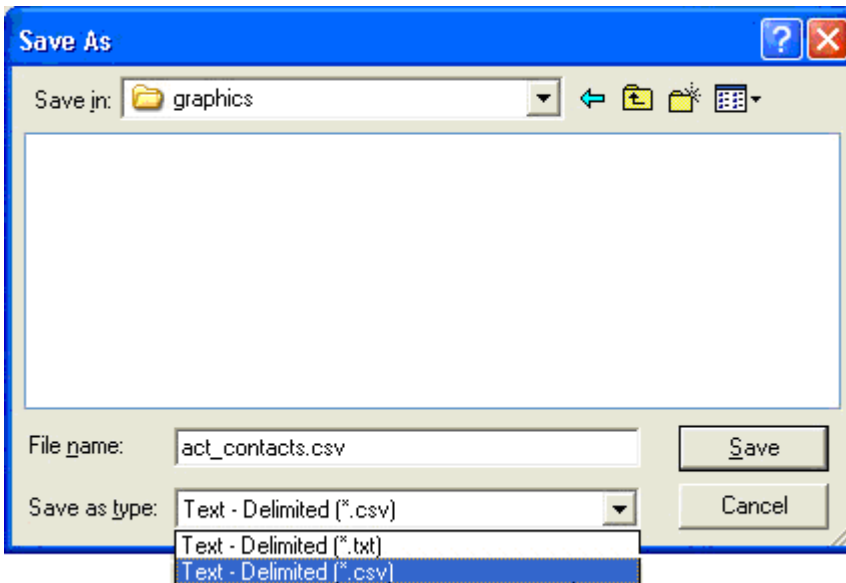 Save As
Save in: graphics
File name: act_contacts.csv Save
Save as type: Text - Delimited (*.csv) Cancel
Text - Delimited (*.txt)
Text - Delimited (*.csv)